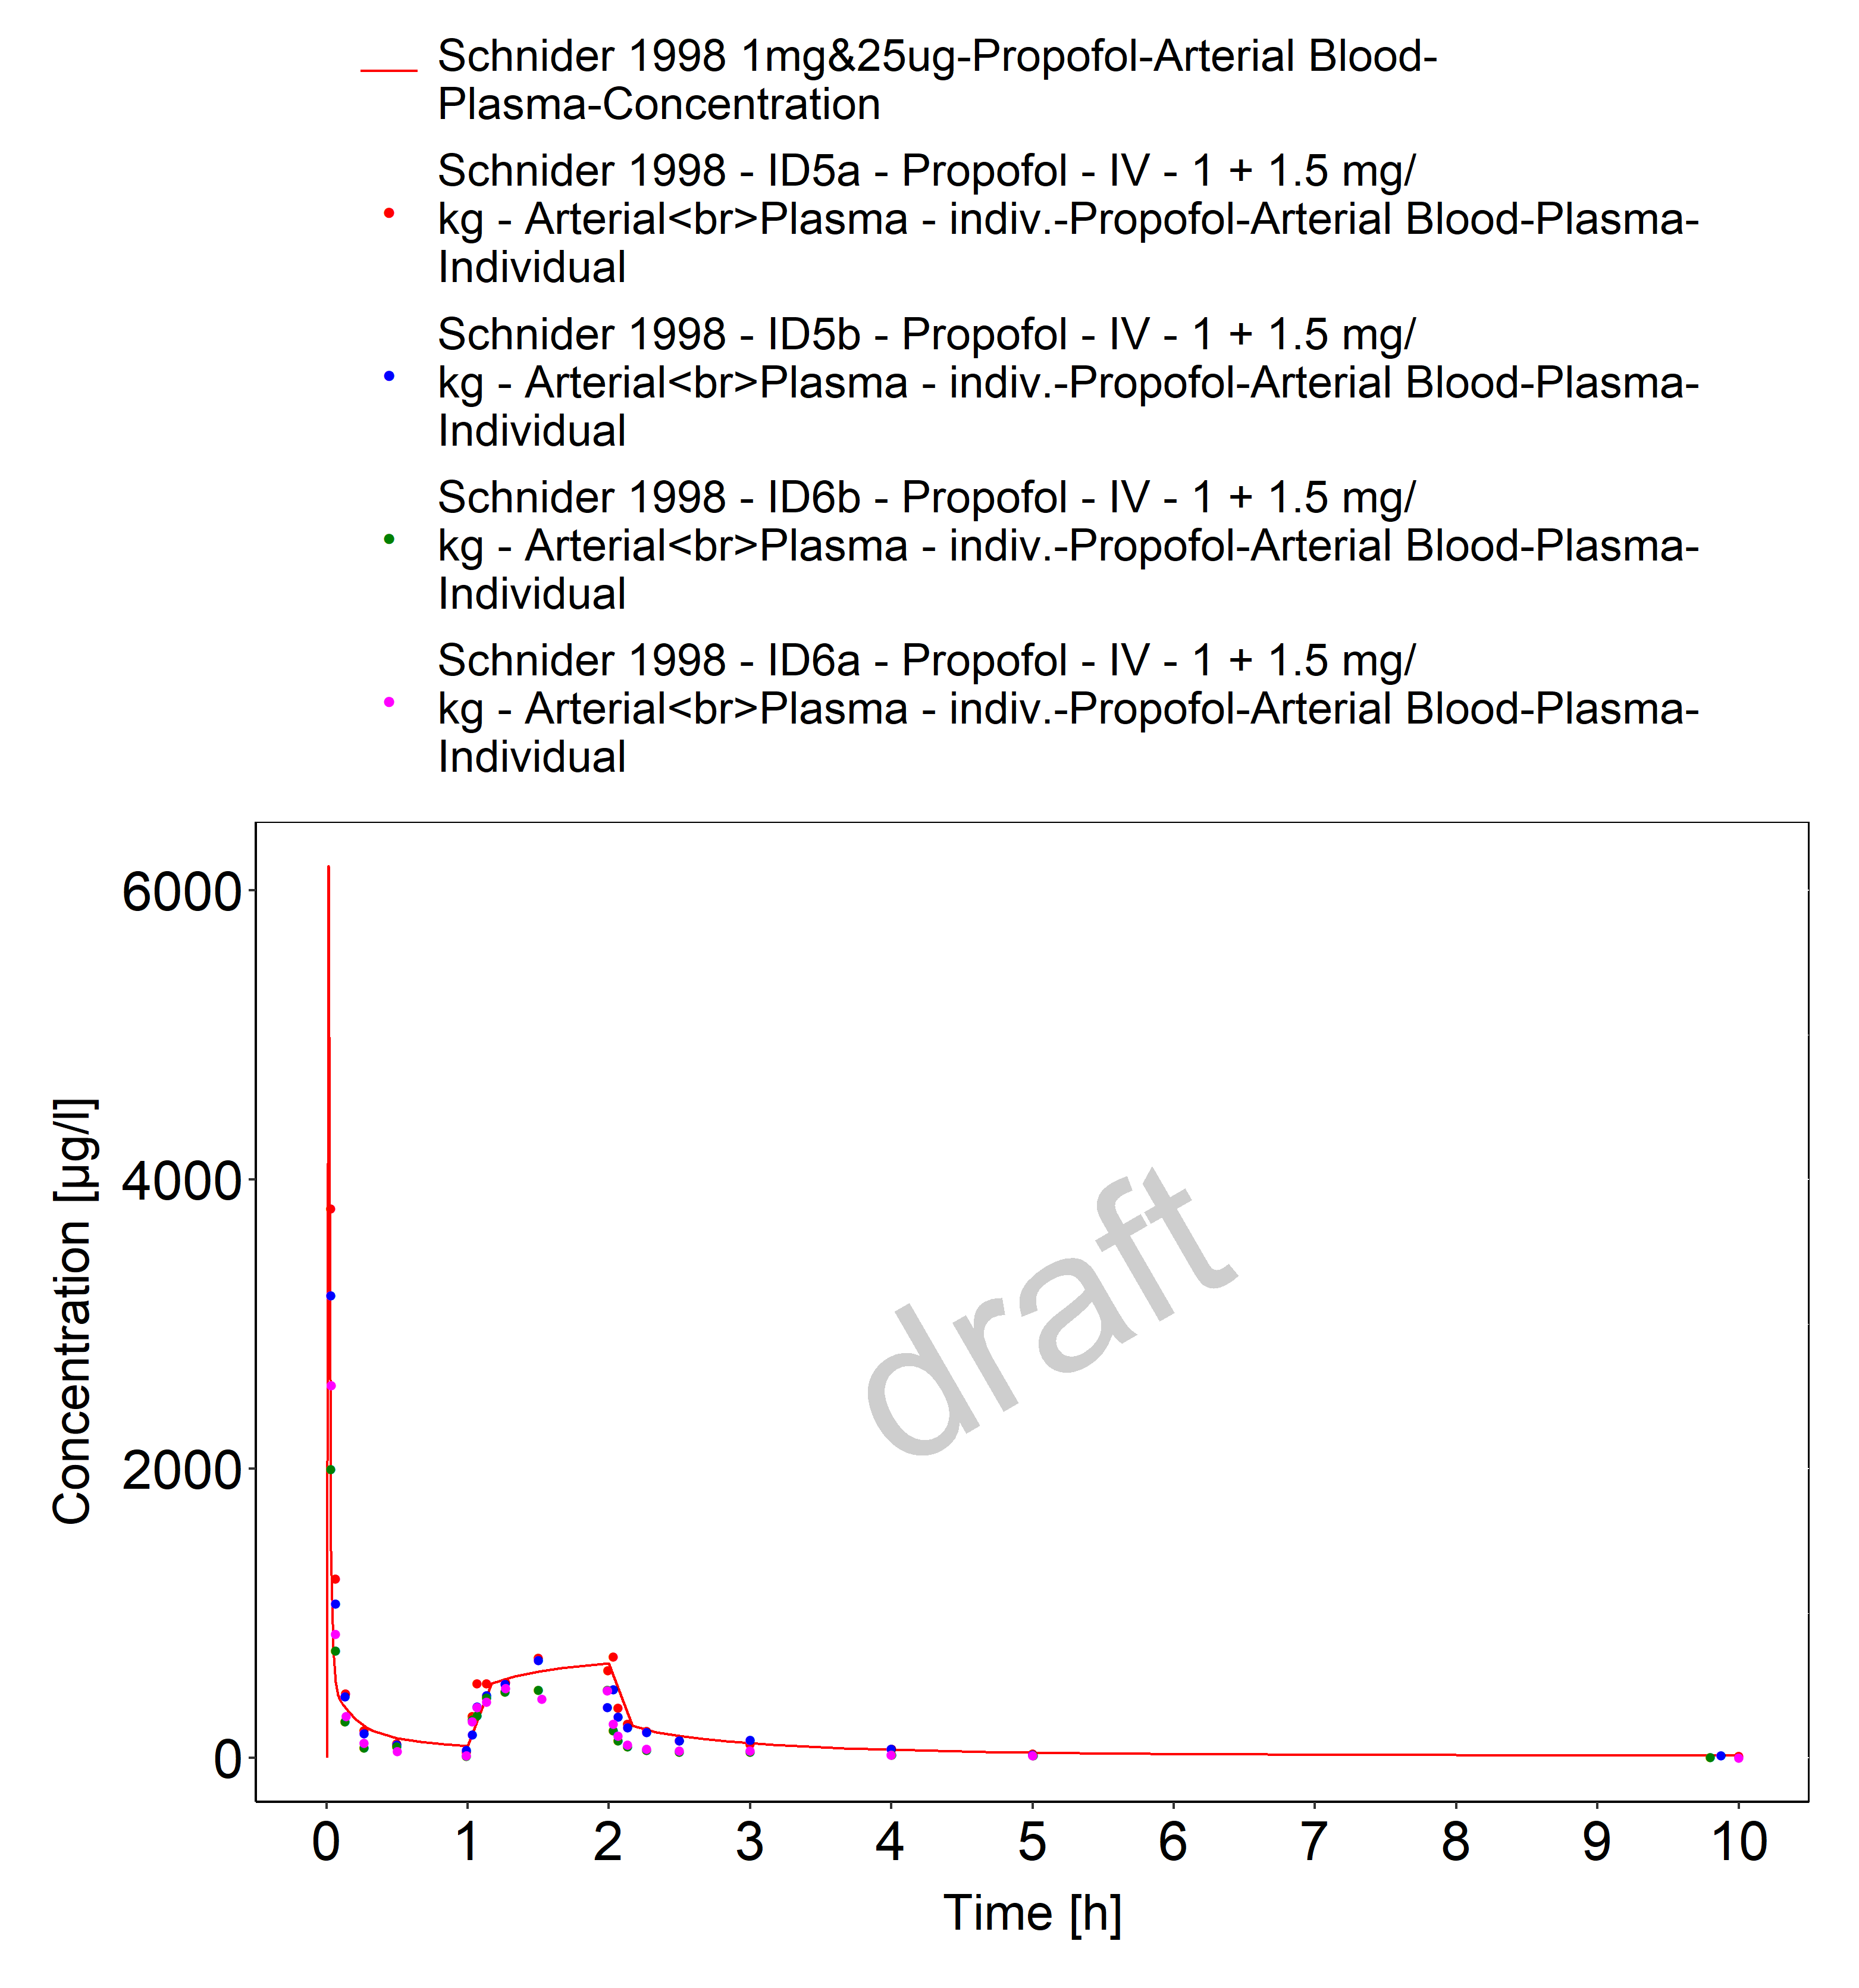 Schnider 1998 1mg&25ug-Propofol-Arterial Blood-
Plasma-Concentration
Schnider 1998 - ID5a - Propofol - IV - 1 + 1.5 mg/
kg - Arterial<br>Plasma - indiv.-Propofol-Arterial Blood-Plasma-
Individual
Schnider 1998 - ID5b - Propofol - IV - 1 + 1.5 mg/
kg - Arterial<br>Plasma - indiv.-Propofol-Arterial Blood-Plasma-
Individual
Schnider 1998 - ID6b - Propofol - IV - 1 + 1.5 mg/
kg - Arterial<br>Plasma - indiv.-Propofol-Arterial Blood-Plasma-
Individual
Schnider 1998 - ID6a - Propofol - IV - 1 + 1.5 mg/
kg - Arterial<br>Plasma - indiv.-Propofol-Arterial Blood-Plasma-
Individual
Concentration [µg/l]
6000
4000
2000
0
draft
0 1 2 3 4 5 6 7 8 9 10
Time [h]